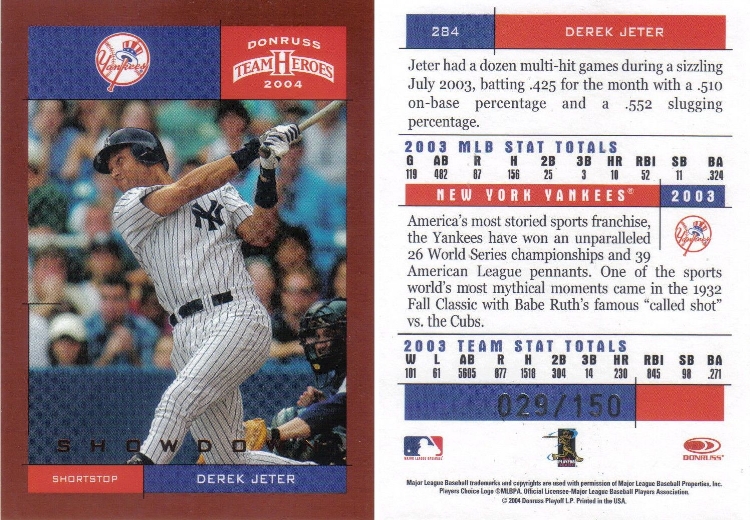 Yankees
DONRUSS
TEAM HEROES
2004
NY
SHOWDOWN
SHORTSTOP
DEREK JETER
284
DEREK JETER
Jeter had a dozen multi-hit games during a sizzling
July 2003, batting .425 for the month with a .510
on-base percentage and a .552 slugging
percentage.
2003 MLB STAT TOTALS
G AB R H 2B 3B HR RBI SB BA
119 482 87 156 25 3 10 52 11 .324
NEW YORK YANKEES® 2003
America's most storied sports franchise,
the Yankees have won an unparalleled
26 World Series championships and 39
American League pennants. One of the sports
world's most mythical moments came in the 1932
Fall Classic with Babe Ruth's famous "called shot"
vs. the Cubs.
Yankees
2003 TEAM STAT TOTALS
W L AB R H 2B 3B HR RBI SB BA
101 61 5605 877 1518 304 14 230 845 98 .271
029/150
DONRUSS
Major League Baseball trademarks and copyrights are used with permission of Major League Baseball Properties, Inc.
Players Choice Logo ©MLBPA. Official Licensee-Major League Baseball Players Association.
© 2004 Donruss Playoff L.P. Printed in the USA.